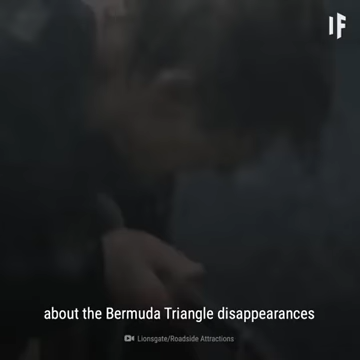 IF
about the Bermuda Triangle disappearances
Lionsgate/Roadside Attractions